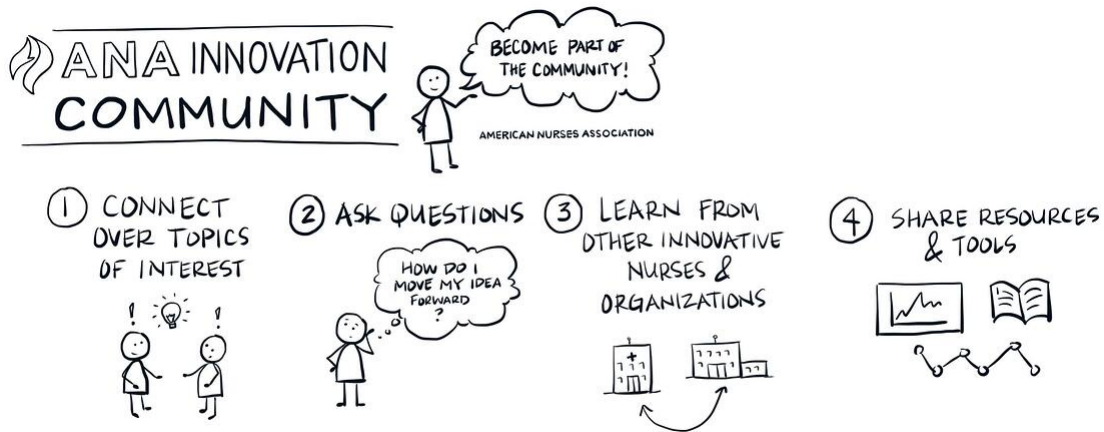 ANA INNOVATION
COMMUNITY
BECOME PART OF
THE COMMUNITY!
AMERICAN NURSES ASSOCIATION
1 CONNECT
OVER TOPICS
OF INTEREST
! !
2 ASK QUESTIONS
HOW DO I
MOVE MY IDEA
FORWARD
?
3 LEARN FROM
OTHER INNOVATIVE
NURSES &
ORGANIZATIONS
4 SHARE RESOURCES
& TOOLS